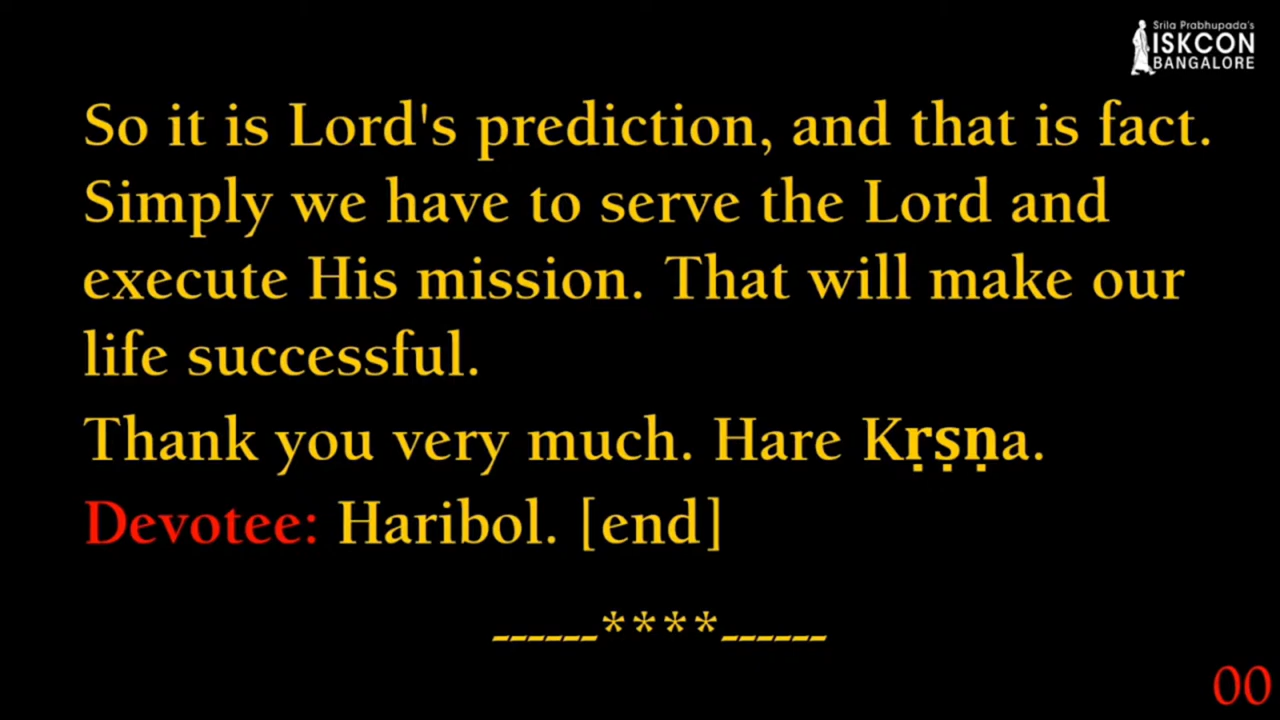 Srila Prabhupada's
ISKCON
BANGALORE
So it is Lord's prediction, and that is fact.
Simply we have to serve the Lord and
execute His mission. That will make our
life successful.
Thank you very much. Hare Kṛṣṇa.
Devotee: Haribol. [end]
______****______
00